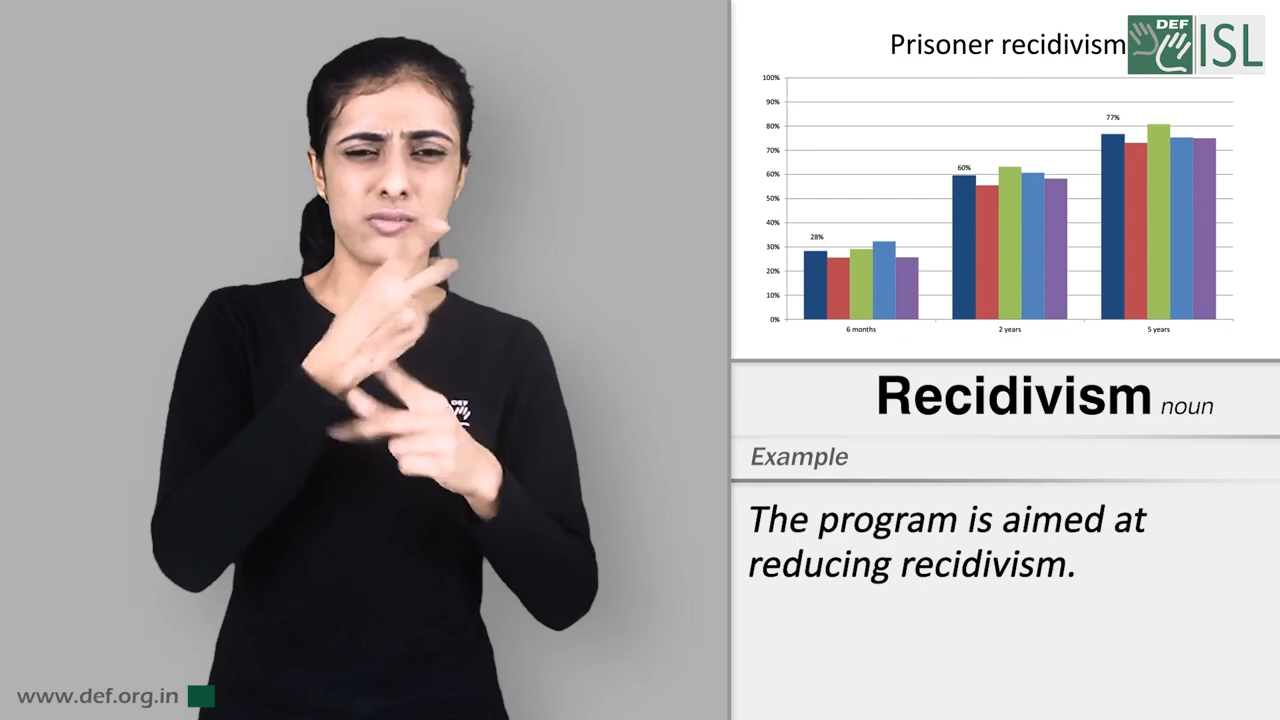 Prisoner recidivism
DEF
ISL
100%
90%
80%
70%
60%
50%
40%
30%
20%
10%
0%
28%
60%
77%
6 months
2 years
5 years
Recidivism noun
Example
The program is aimed at
reducing recidivism.
DEF
www.def.org.in